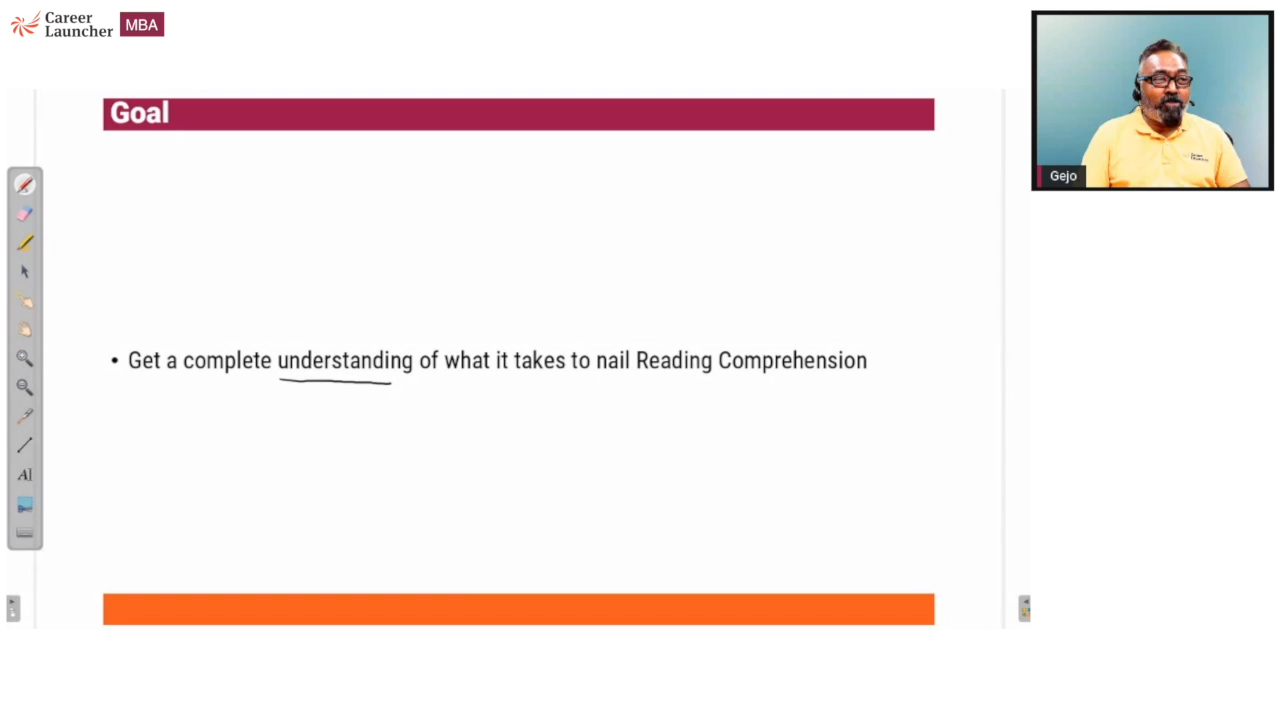 Career
Launcher
MBA
Goal
Gejo
• Get a complete understanding of what it takes to nail Reading Comprehension
AI